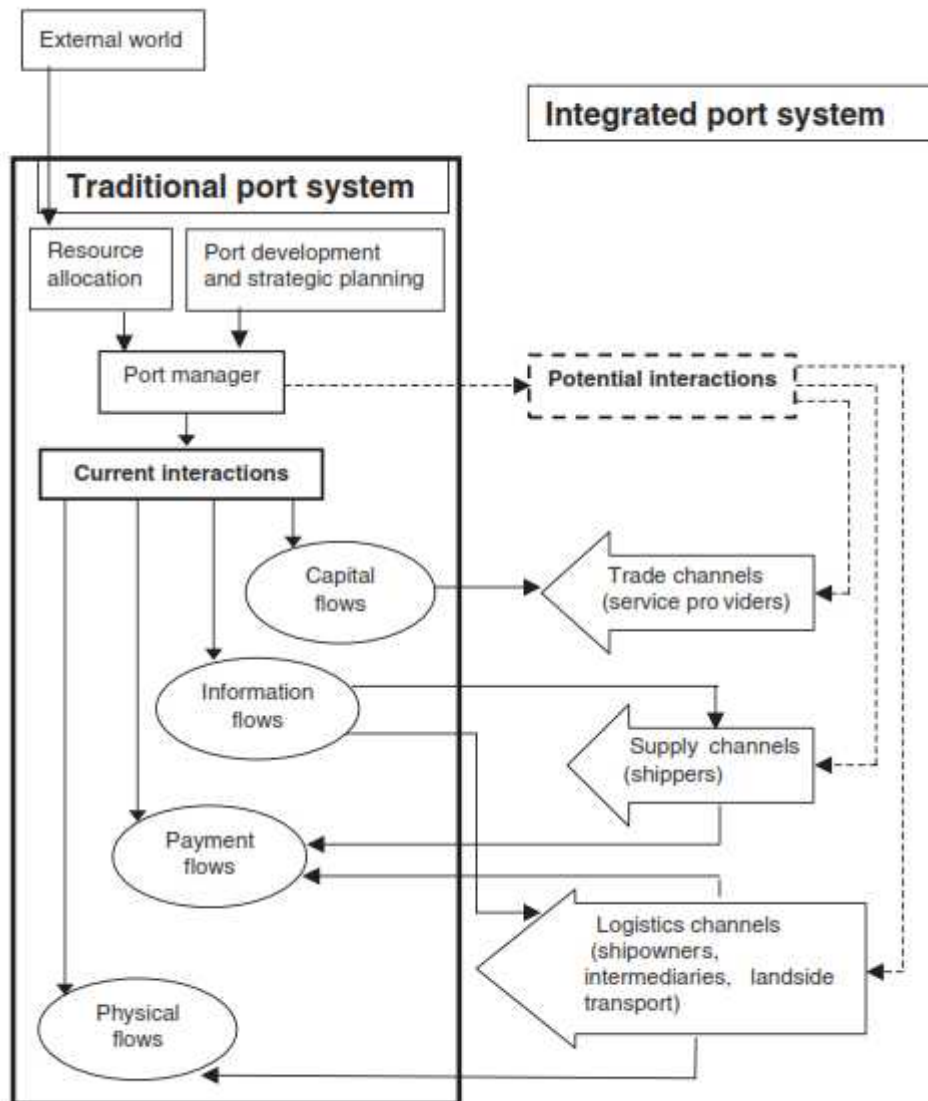 External world
Integrated port system
Traditional port system
Resource
allocation
Port development
and strategic planning
Port manager
Potential interactions
Current interactions
Capital
flows
Trade channels
(service pro viders)
Information
flows
Supply channels
(shippers)
Payment
flows
Logistics channels
(shipowners,
intermediaries, landside
transport)
Physical
flows